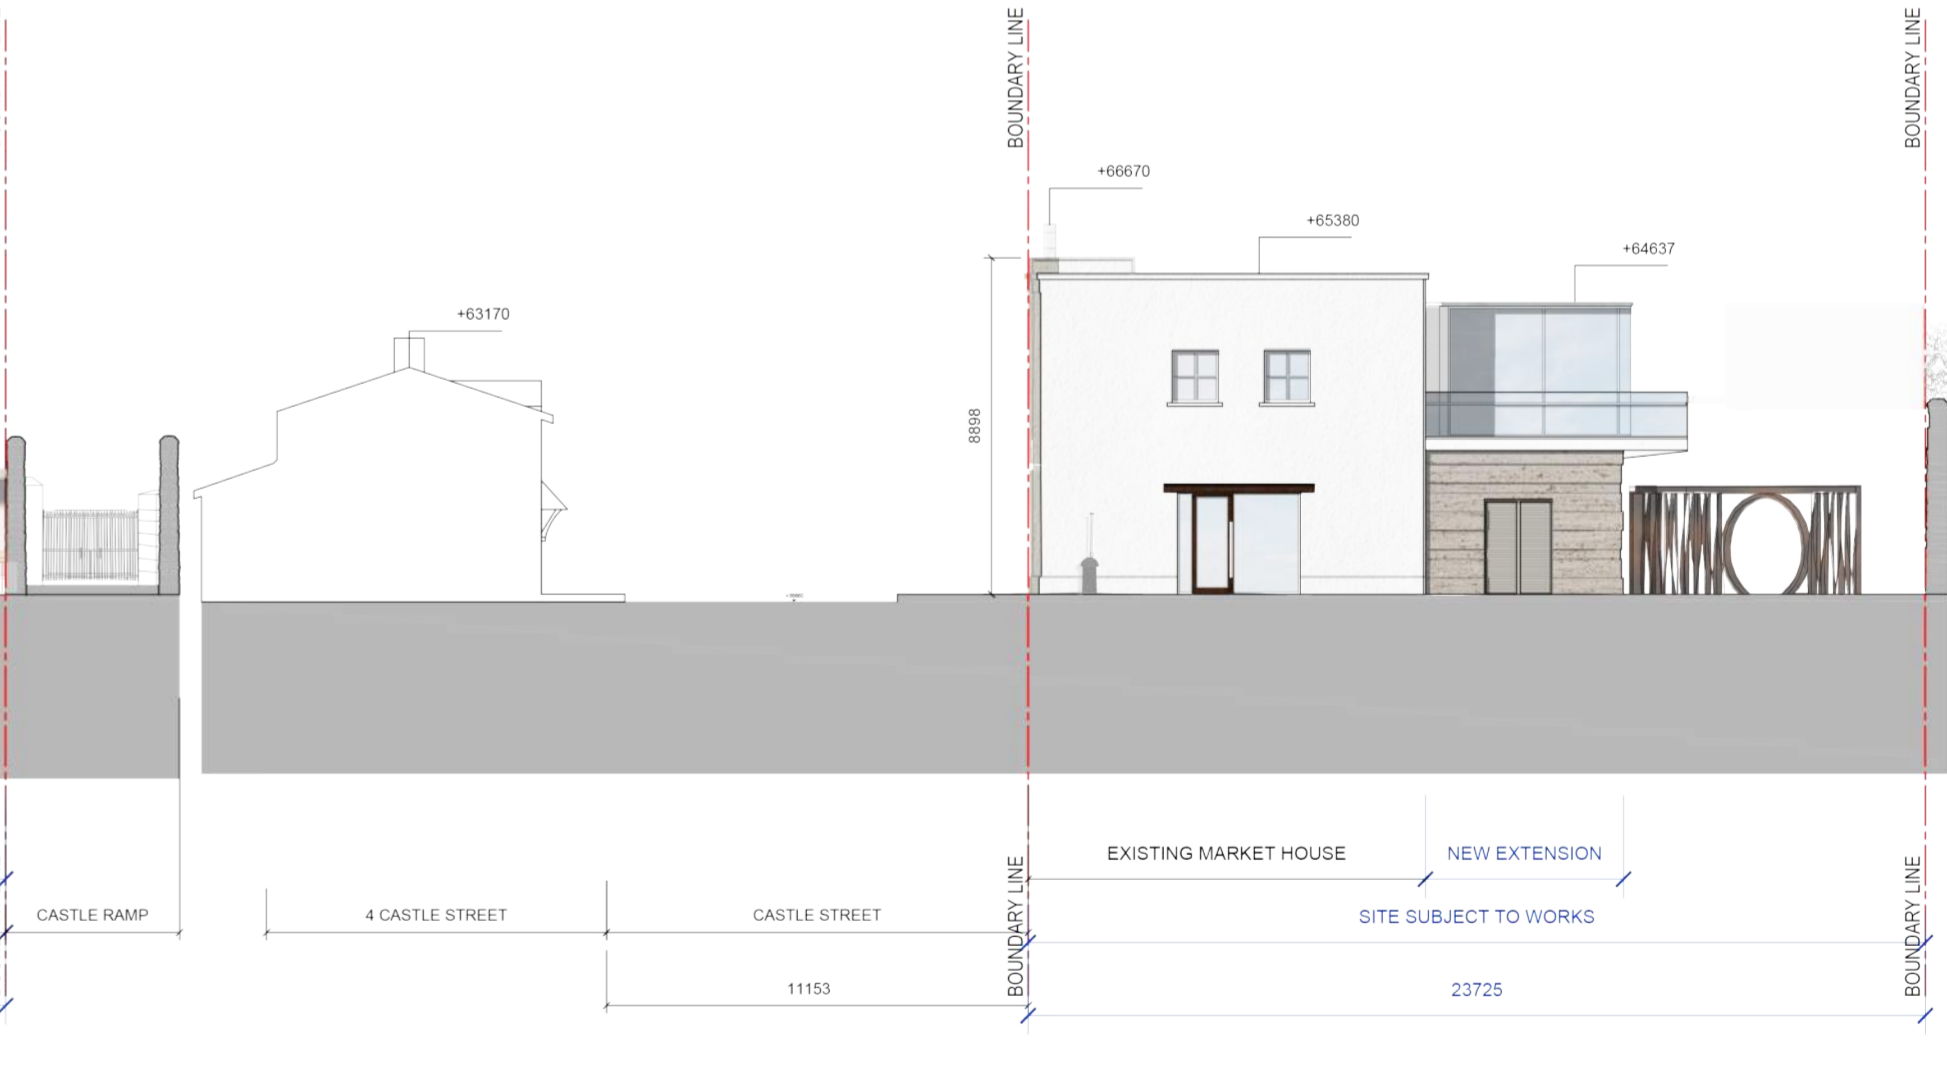 BOUNDARY LINE
BOUNDARY LINE
+66670
+65380
+64637
+63170
8898
EXISTING MARKET HOUSE
NEW EXTENSION
CASTLE RAMP
4 CASTLE STREET
CASTLE STREET
BOUNDARY LINE
SITE SUBJECT TO WORKS
BOUNDARY LINE
11153
23725